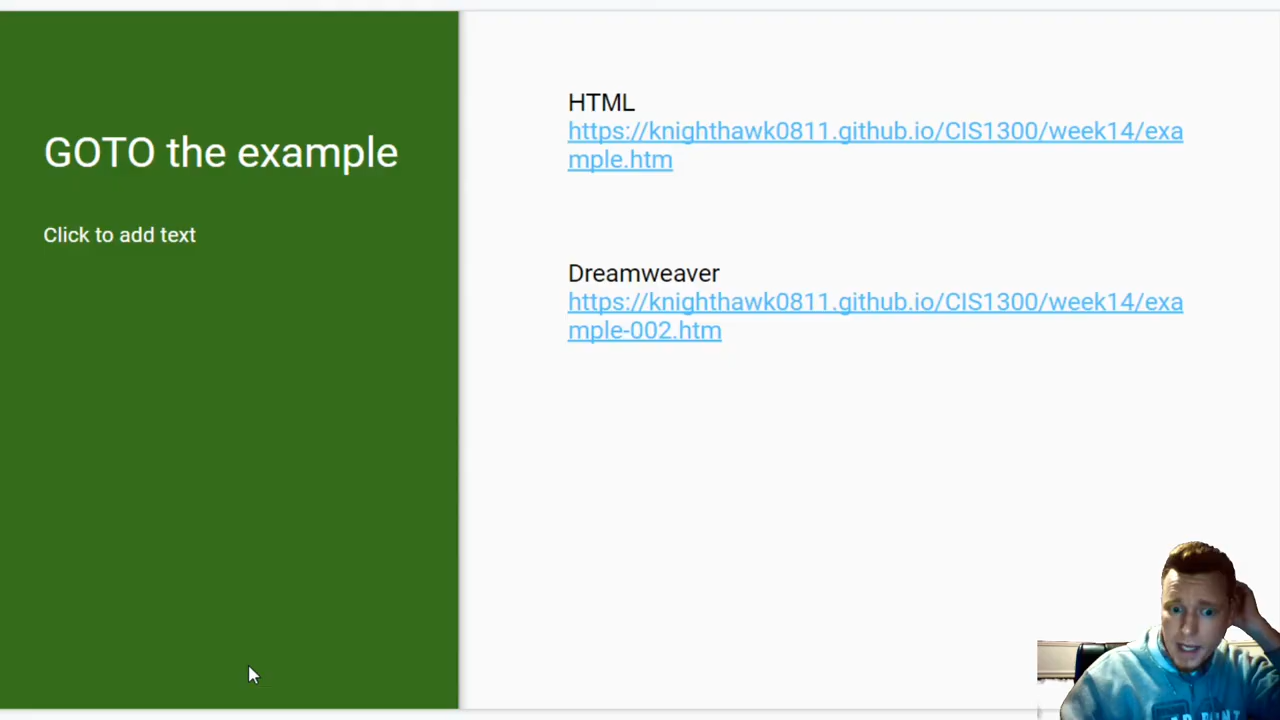 GOTO the example
Click to add text
HTML
https://knighthawk0811.github.io/CIS1300/week14/exa
mple.htm
Dreamweaver
https://knighthawk0811.github.io/CIS1300/week14/exa
mple-002.htm